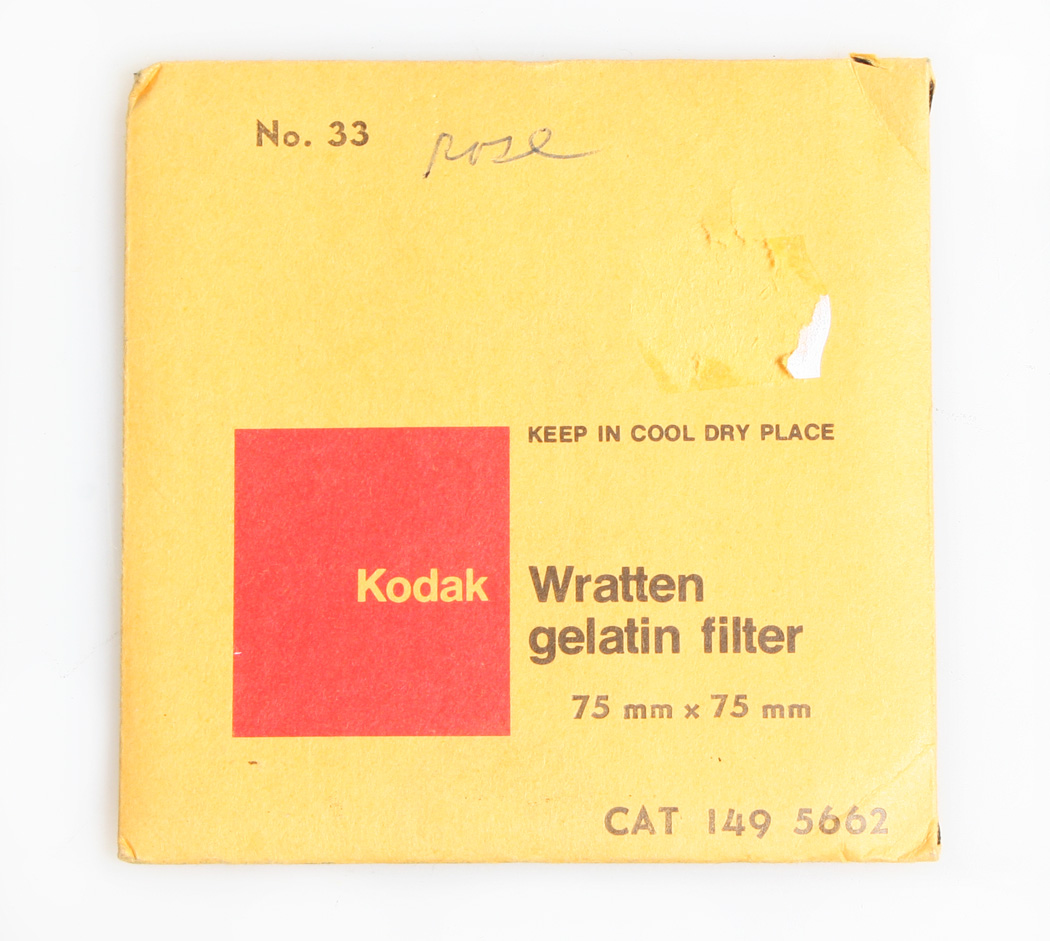 No. 33 rose
KEEP IN COOL DRY PLACE
Kodak Wratten
gelatin filter
75 mm x 75 mm
CAT 149 5662